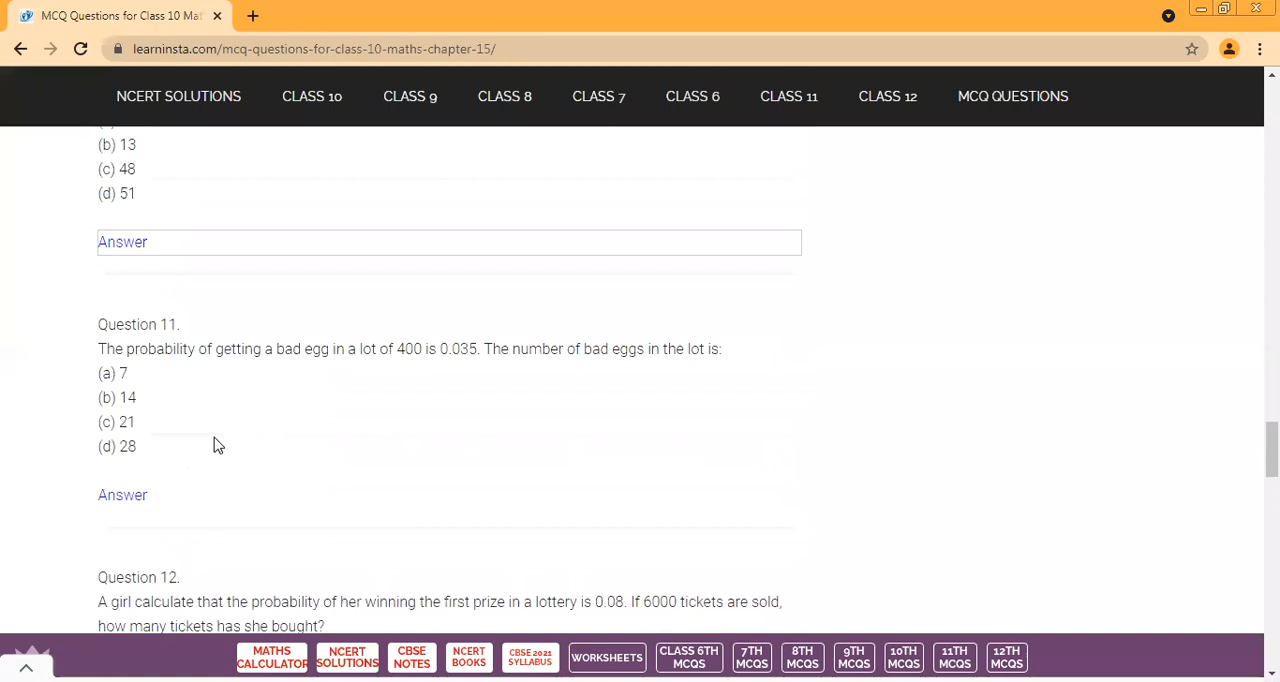 MCQ Questions for Class 10 Mat
learninsta.com/mcq-questions-for-class-10-maths-chapter-15/
NCERT SOLUTIONS CLASS 10 CLASS 9 CLASS 8 CLASS 7 CLASS 6 CLASS 11 CLASS 12 MCQ QUESTIONS
(b) 13
(c) 48
(d) 51
Answer
Question 11.
The probability of getting a bad egg in a lot of 400 is 0.035. The number of bad eggs in the lot is:
(a) 7
(b) 14
(c) 21
(d) 28
Answer
Question 12.
A girl calculate that the probability of her winning the first prize in a lottery is 0.08. If 6000 tickets are sold,
how many tickets has she bought?
MATHS CALCULATOR NCERT SOLUTIONS CBSE NOTES NCERT BOOKS CBSE 2021 SYLLABUS WORKSHEETS CLASS 6TH MCQS 7TH MCQS 8TH MCQS 9TH MCQS 10TH MCQS 11TH MCQS 12TH MCQS